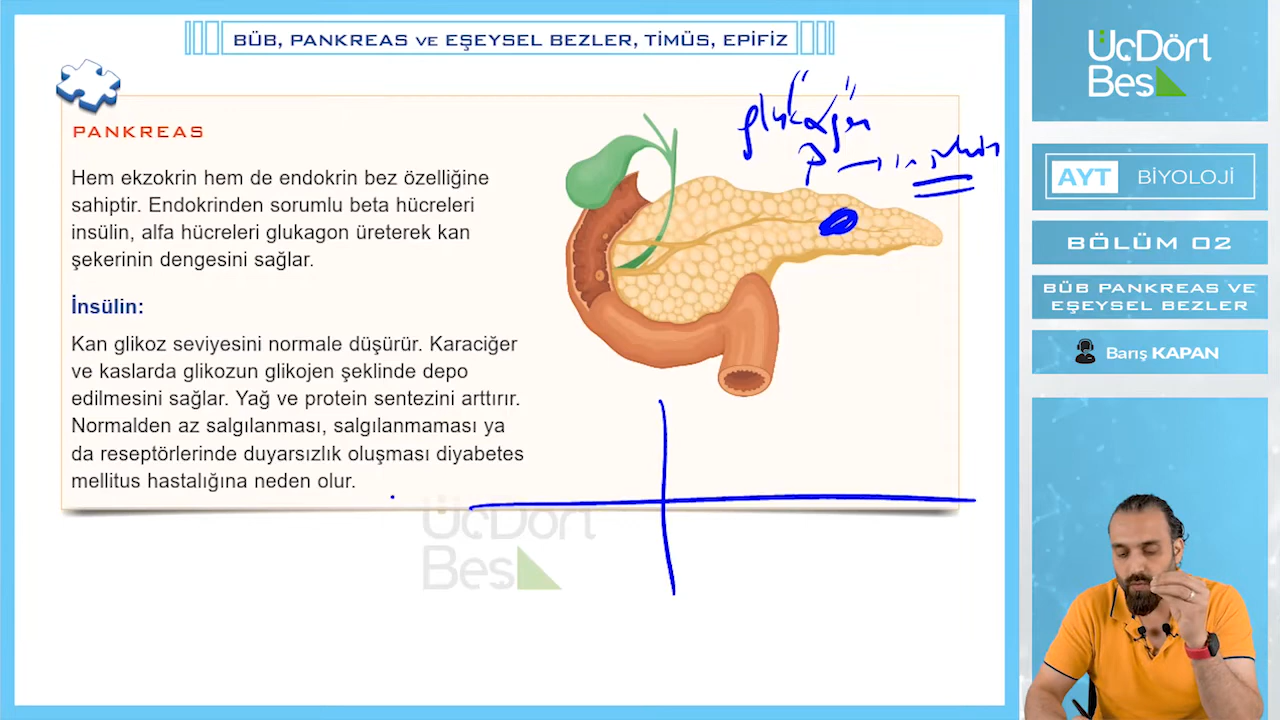 BÜB, PANKREAS VE EŞEYSEL BEZLER, TİMÜS, EPİFİZ
PANKREAS
Hem ekzokrin hem de endokrin bez özelliğine
sahiptir. Endokrinden sorumlu beta hücreleri
insülin, alfa hücreleri glukagon üreterek kan
şekerinin dengesini sağlar.
İnsülin:
Kan glikoz seviyesini normale düşürür. Karaciğer
ve kaslarda glikozun glikojen şeklinde depo
edilmesini sağlar. Yağ ve protein sentezini arttırır.
Normalden az salgılanması, salgılanmaması ya
da reseptörlerinde duyarsızlık oluşması diyabetes
mellitus hastalığına neden olur.
β → insülin
ÜçDört
Beş
ÜçDört
Beş
AYT BİYOLOJİ
BÖLÜM 02
BÜB PANKREAS VE
EŞEYSEL BEZLER
Barış KAPAN